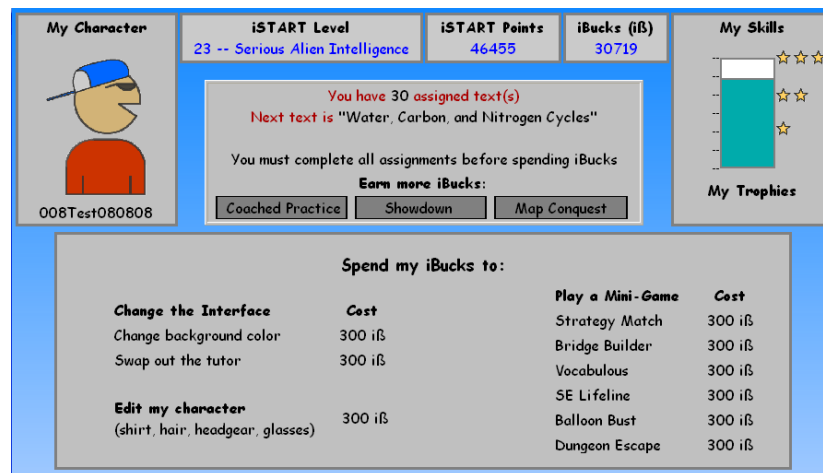 My Character
008Test080808
iSTART Level
23 -- Serious Alien Intelligence
iSTART Points
46455
iBucks (iß)
30719
My Skills
My Trophies
You have 30 assigned text(s)
Next text is "Water, Carbon, and Nitrogen Cycles"
You must complete all assignments before spending iBucks
Earn more iBucks:
Coached Practice
Showdown
Map Conquest
Spend my iBucks to:
Change the Interface Cost
Change background color 300 iß
Swap out the tutor 300 iß
Edit my character 300 iß
(shirt, hair, headgear, glasses)
Play a Mini-Game Cost
Strategy Match 300 iß
Bridge Builder 300 iß
Vocabulous 300 iß
SE Lifeline 300 iß
Balloon Bust 300 iß
Dungeon Escape 300 iß